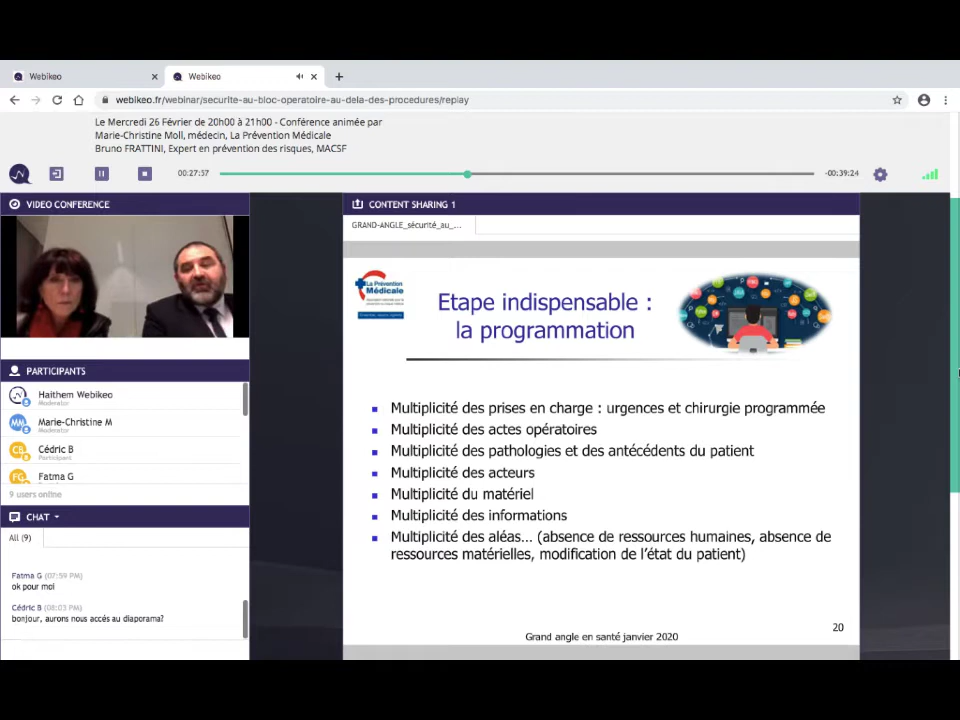 Webikeo
Webikeo
webikeo.fr/webinar/securite-au-bloc-operatoire-au-dela-des-procedures/replay
Le Mercredi 26 Février de 20h00 à 21h00 - Conférence animée par
Marie-Christine Moll, médecin, La Prévention Médicale
Bruno FRATTINI, Expert en prévention des risques, MACSF
00:27:57
-00:39:24
VIDEO CONFERENCE
PARTICIPANTS
Haithem Webikeo
Moderator
MM
Marie-Christine M
Moderator
CB
Cédric B
Participant
FG
Fatma G
9 users online
CHAT
All (9)
Fatma G (07:59 PM)
ok pour moi
Cédric B (08:03 PM)
bonjour, aurons nous accés au diaporama?
CONTENT SHARING 1
GRAND-ANGLE_sécurité_au_...
La Prévention
Médicale
Etape indispensable :
la programmation
Multiplicité des prises en charge : urgences et chirurgie programmée
Multiplicité des actes opératoires
Multiplicité des pathologies et des antécédents du patient
Multiplicité des acteurs
Multiplicité du matériel
Multiplicité des informations
Multiplicité des aléas... (absence de ressources humaines, absence de
ressources matérielles, modification de l'état du patient)
20
Grand angle en santé janvier 2020